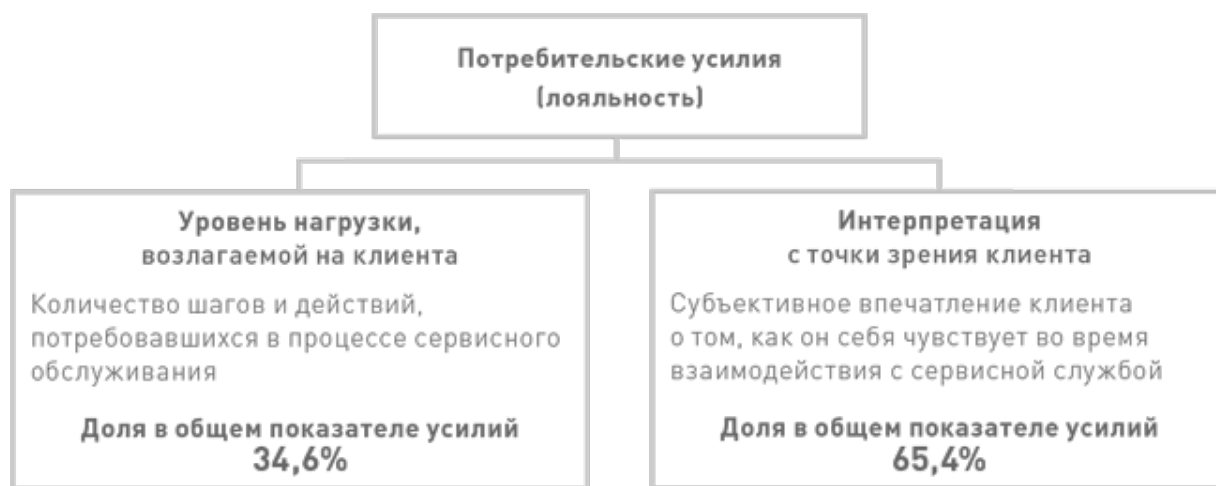 Потребительские усилия
(лояльность)
Уровень нагрузки,
возлагаемой на клиента
Количество шагов и действий,
потребовавшихся в процессе сервисного
обслуживания
Доля в общем показателе усилий
34,6%
Интерпретация
с точки зрения клиента
Субъективное впечатление клиента
о том, как он себя чувствует во время
взаимодействия с сервисной службой
Доля в общем показателе усилий
65,4%